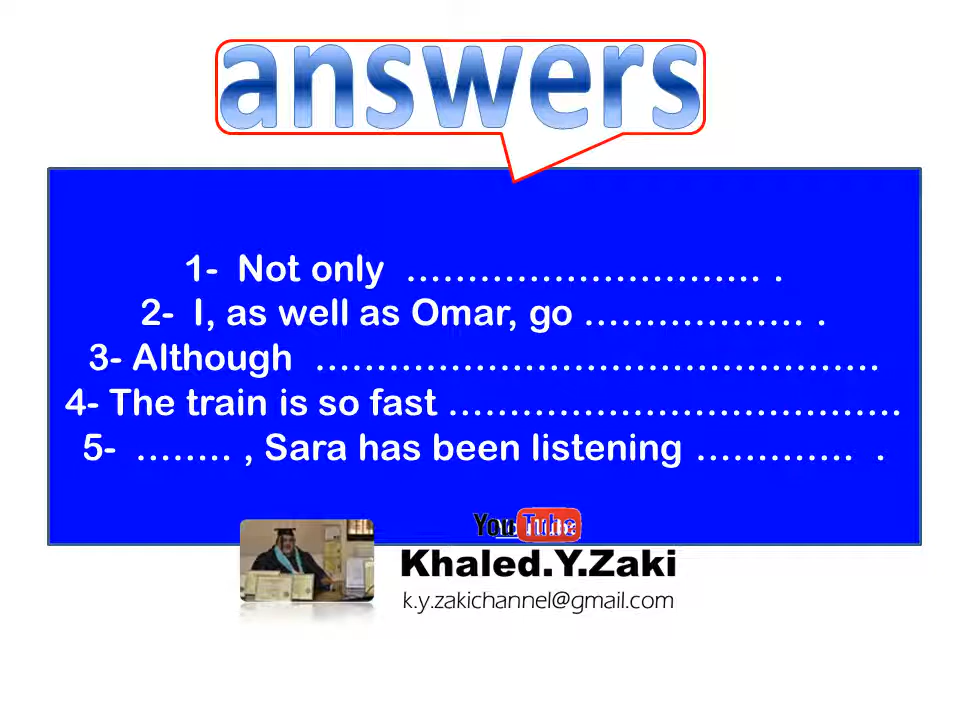 answers
1- Not only ............................. .
2- I, as well as Omar, go .................. .
3- Although ..............................................
4- The train is so fast .....................................
5- ........ , Sara has been listening ............. .
YouTube
Khaled.Y.Zaki
k.y.zakichannel@gmail.com